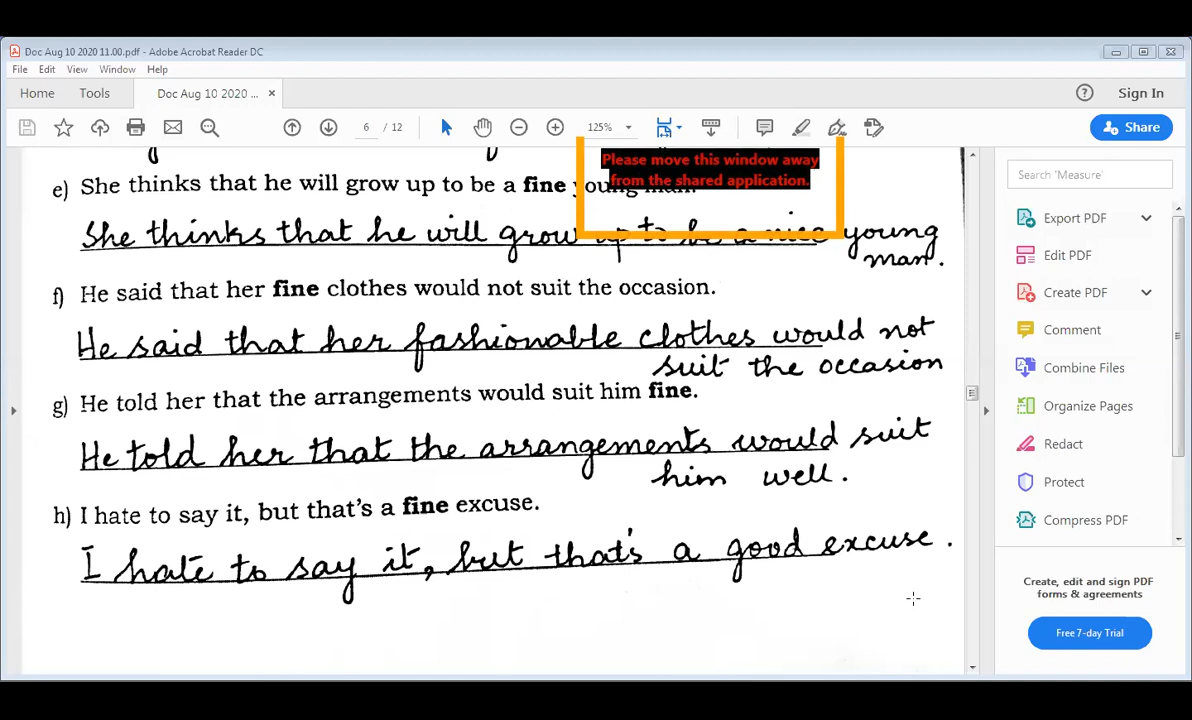 Doc Aug 10 2020 11.00.pdf - Adobe Acrobat Reader DC
File Edit View Window Help
Home Tools Doc Aug 10 2020 ... × Sign In
6 / 12 125% Share
Please move this window away
from the shared application.
e) She thinks that he will grow up to be a fine young man.
She thinks that he will grow up to be a nice young
man.
f) He said that her fine clothes would not suit the occasion.
He said that her fashionable clothes would not
suit the occasion
g) He told her that the arrangements would suit him fine.
He told her that the arrangements would suit
him well.
h) I hate to say it, but that's a fine excuse.
I hate to say it, but that's a good excuse.
Search 'Measure'
Export PDF
Edit PDF
Create PDF
Comment
Combine Files
Organize Pages
Redact
Protect
Compress PDF
Create, edit and sign PDF
forms & agreements
Free 7-day Trial